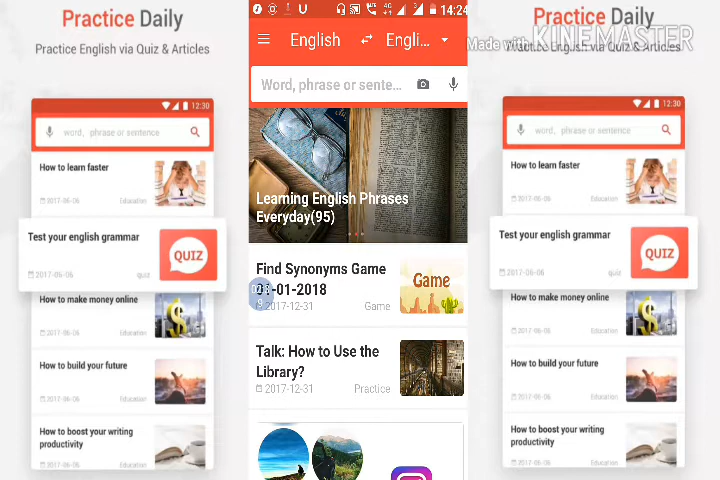 Practice Daily
Practice English via Quiz & Articles
12:30
word, phrase or sentence
How to learn faster
2017-06-06 Education
Test your english grammar
QUIZ
2017-06-06 quiz
How to make money online
2017-06-06 Education
How to build your future
2017-06-06 Education
How to boost your writing
productivity
2017-06-06 Education
4G 3G 14:24
English Engli...
Word, phrase or sente...
Learning English Phrases
Everyday(95)
Find Synonyms Game
01-01-2018
Game
2017-12-31 Game
Talk: How to Use the
Library?
2017-12-31 Practice
Practice Daily
Practice English via Quiz & Articles
Made with KINEMASTER
12:30
word, phrase or sentence
How to learn faster
2017-06-06 Education
Test your english grammar
QUIZ
2017-06-06 quiz
How to make money online
2017-06-06 Education
How to build your future
2017-06-06 Education
How to boost your writing
productivity
2017-06-06 Education